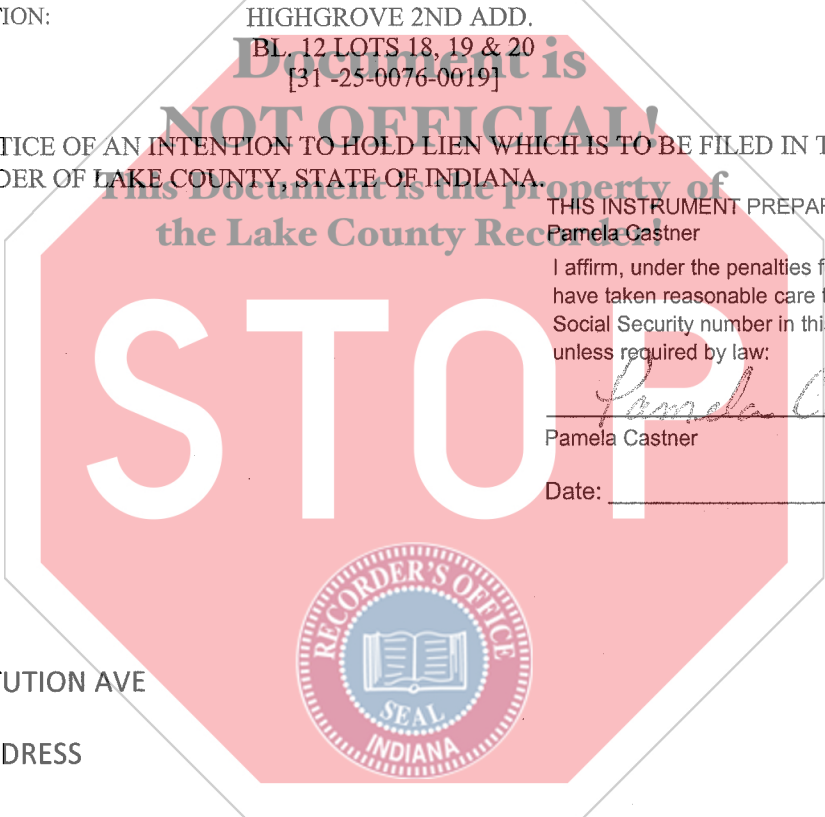 TION:
HIGHGROVE 2ND ADD.
BL. 12 LOTS 18, 19 & 20
[31 -25-0076-0019]
Document is
NOT OFFICIAL!
This Document is the property of
the Lake County Recorder!
TICE OF AN INTENTION TO HOLD LIEN WHICH IS TO BE FILED IN T
DER OF LAKE COUNTY, STATE OF INDIANA.
THIS INSTRUMENT PREPAR
Pamela Castner
I affirm, under the penalties f
have taken reasonable care t
Social Security number in this
unless required by law:
Pamela C
Pamela Castner
Date:
STOP
RECORDER'S OFFICE
SEAL
INDIANA
TUTION AVE
DRESS